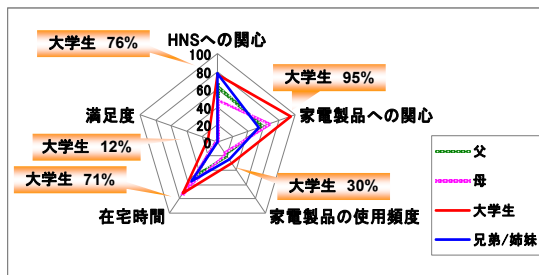 大学生 76%
HNSへの関心
100
80
60
40
20
0
大学生 95%
家電製品への関心
満足度
大学生 12%
大学生 71%
大学生 30%
在宅時間
家電製品の使用頻度
父
母
大学生
兄弟/姉妹